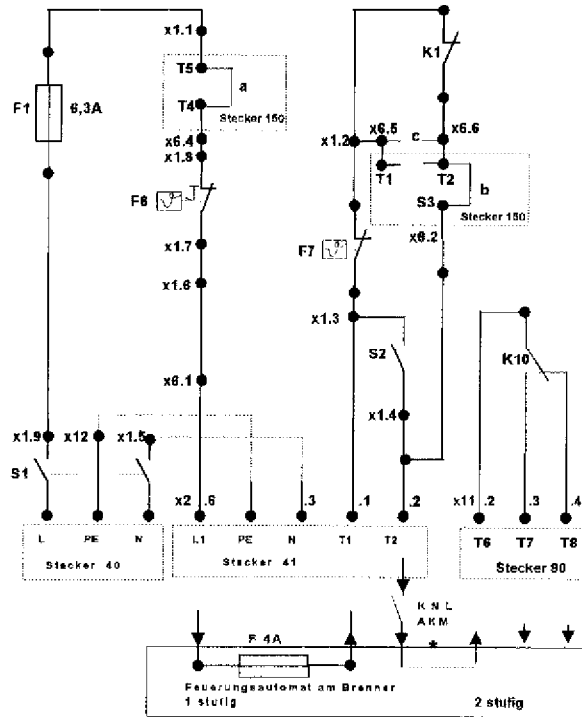 x1.1
K1
T5
a
F1
6,3A
T4
Stecker 150
x6.4
x1.2
x6.5
c
x6.6
x1.8
T1
T2
F6
b
S3
Stecker 150
x1.7
F7
x6.2
x1.6
x1.3
S2
K10
x6.1
x1.4
x1.9
x12
x1.5
S1
x2
.6
.3
.1
.2
x11
.2
.3
.4
L
PE
N
L1
PE
N
T1
T2
T6
T7
T8
Stecker 40
Stecker 41
Stecker 90
K N L
AKM
F 4A
*
Feuerungsautomat am Brenner
1 stufig
2 stufig